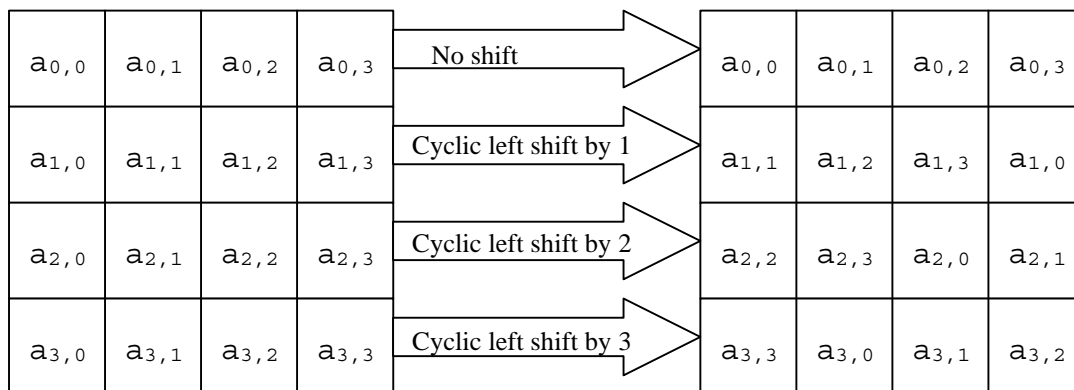 a0,0 a0,1 a0,2 a0,3 No shift a0,0 a0,1 a0,2 a0,3
a1,0 a1,1 a1,2 a1,3 Cyclic left shift by 1 a1,1 a1,2 a1,3 a1,0
a2,0 a2,1 a2,2 a2,3 Cyclic left shift by 2 a2,2 a2,3 a2,0 a2,1
a3,0 a3,1 a3,2 a3,3 Cyclic left shift by 3 a3,3 a3,0 a3,1 a3,2